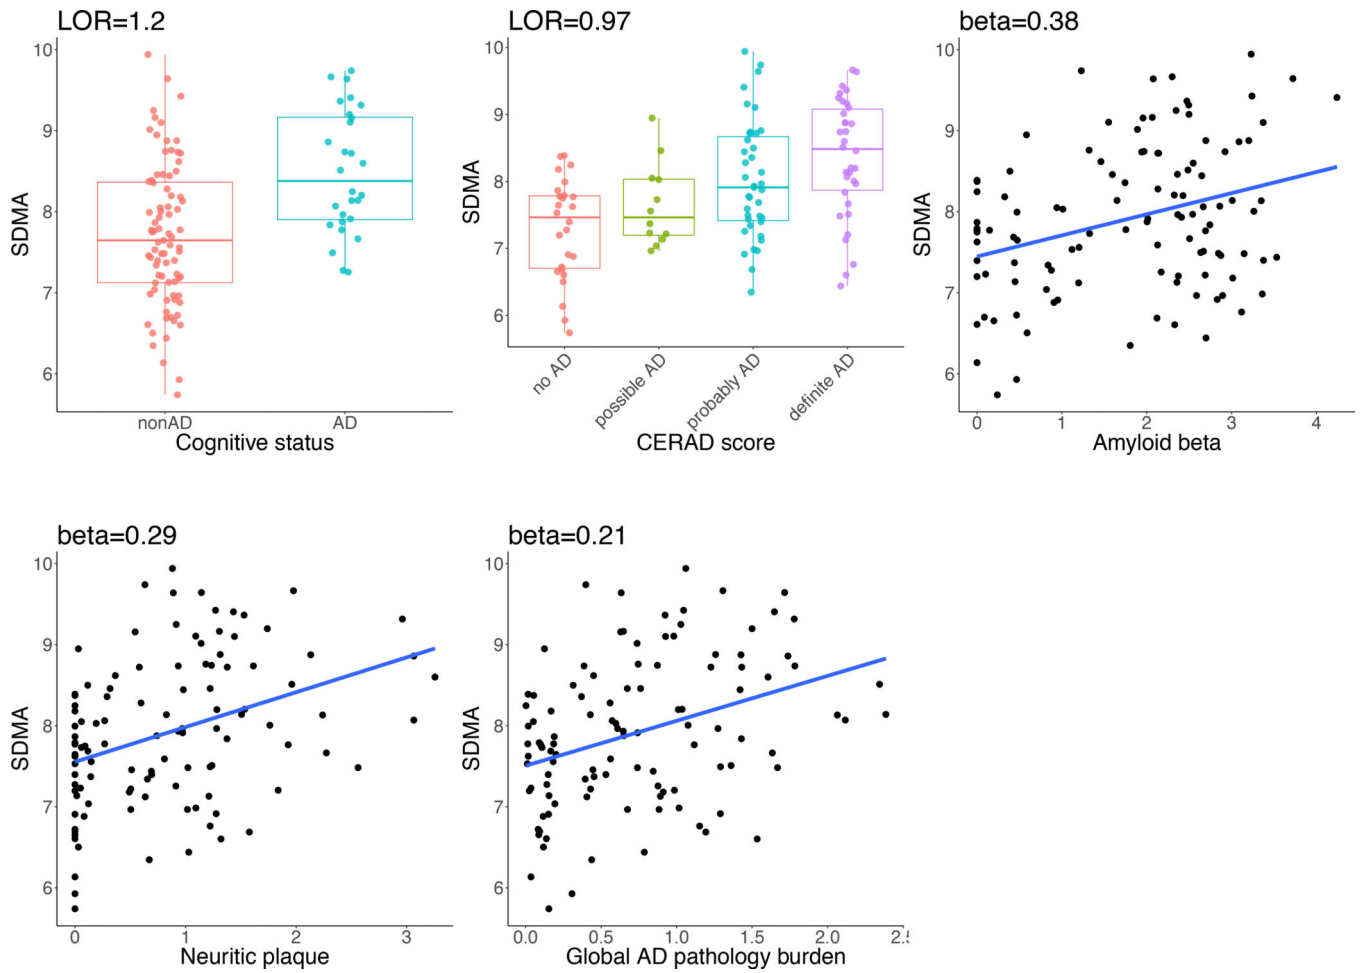 LOR=1.2
SDMA
10
9
8
7
6
nonAD
AD
Cognitive status
LOR=0.97
SDMA
10
9
8
7
6
no AD
possible AD
probably AD
definite AD
CERAD score
beta=0.38
SDMA
10
9
8
7
6
0 1 2 3 4
Amyloid beta
beta=0.29
SDMA
10
9
8
7
6
0 1 2 3
Neuritic plaque
beta=0.21
SDMA
10
9
8
7
6
0.0 0.5 1.0 1.5 2.0
Global AD pathology burden